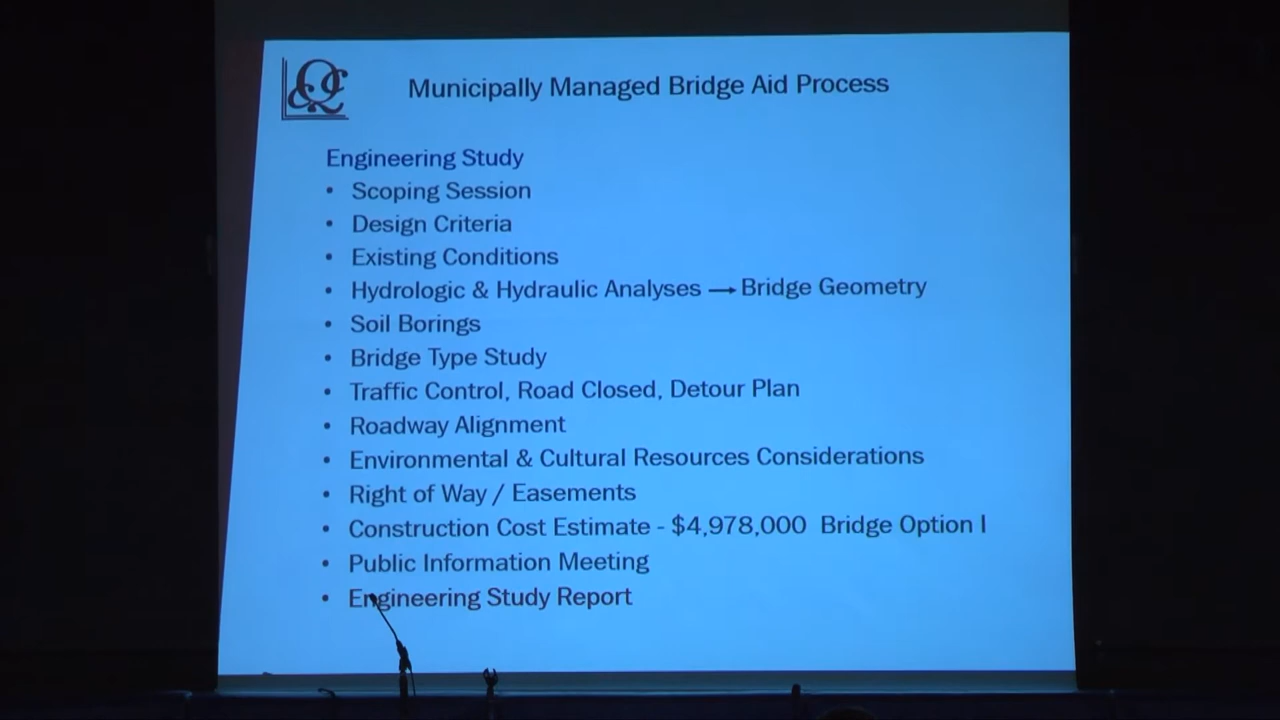 Municipally Managed Bridge Aid Process
Engineering Study
• Scoping Session
• Design Criteria
• Existing Conditions
• Hydrologic & Hydraulic Analyses → Bridge Geometry
• Soil Borings
• Bridge Type Study
• Traffic Control, Road Closed, Detour Plan
• Roadway Alignment
• Environmental & Cultural Resources Considerations
• Right of Way / Easements
• Construction Cost Estimate - $4,978,000 Bridge Option I
• Public Information Meeting
• Engineering Study Report